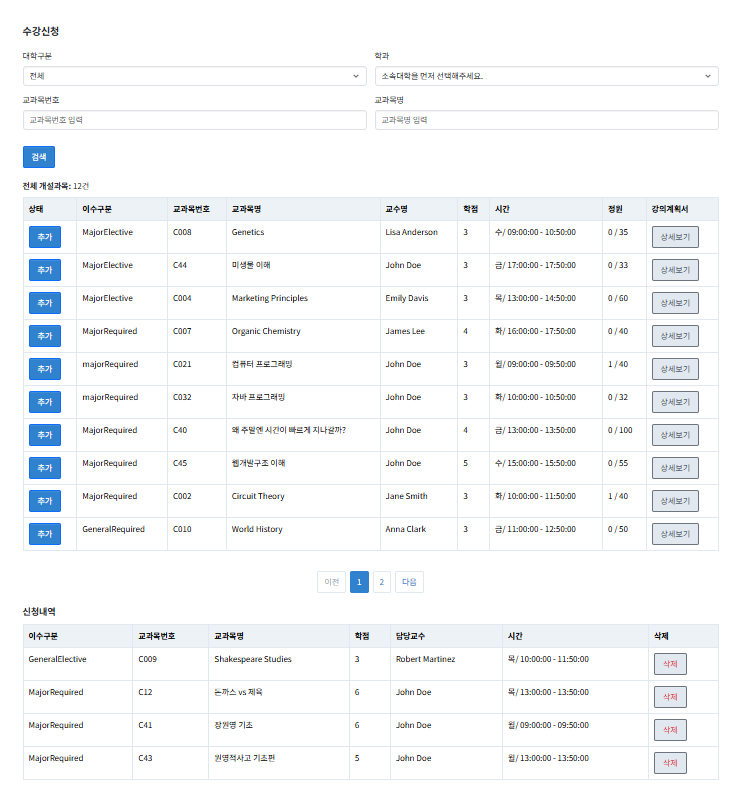 수강신청
대학구분 학과
전체 소속대학을 먼저 선택해주세요.
교과목번호 교과목명
교과목번호 입력 교과목명 입력
검색
전체 개설과목: 12건
상태 이수구분 교과목번호 교과목명 교수명 학점 시간 정원 강의계획서
추가 MajorElective C008 Genetics Lisa Anderson 3 수/ 09:00:00 - 10:50:00 0 / 35 상세보기
추가 MajorElective C44 미생물 이해 John Doe 3 금/ 17:00:00 - 17:50:00 0 / 33 상세보기
추가 MajorElective C004 Marketing Principles Emily Davis 3 목/ 13:00:00 - 14:50:00 0 / 60 상세보기
추가 MajorRequired C007 Organic Chemistry James Lee 4 화/ 16:00:00 - 17:50:00 0 / 40 상세보기
추가 majorRequired C021 컴퓨터 프로그래밍 John Doe 3 월/ 09:00:00 - 09:50:00 1 / 40 상세보기
추가 majorRequired C032 자바 프로그래밍 John Doe 3 화/ 10:00:00 - 10:50:00 0 / 32 상세보기
추가 MajorRequired C40 왜 주말엔 시간이 빠르게 지나갈까? John Doe 4 금/ 13:00:00 - 13:50:00 0 / 100 상세보기
추가 MajorRequired C45 웹개발구조 이해 John Doe 5 수/ 15:00:00 - 15:50:00 0 / 55 상세보기
추가 MajorRequired C002 Circuit Theory Jane Smith 3 화/ 10:00:00 - 11:50:00 1 / 40 상세보기
추가 GeneralRequired C010 World History Anna Clark 3 금/ 11:00:00 - 12:50:00 0 / 50 상세보기
이전 1 2 다음
신청내역
이수구분 교과목번호 교과목명 학점 담당교수 시간 삭제
GeneralElective C009 Shakespeare Studies 3 Robert Martinez 목/ 10:00:00 - 11:50:00 삭제
MajorRequired C12 돈까스 vs 제육 6 John Doe 목/ 13:00:00 - 13:50:00 삭제
MajorRequired C41 장원영 기초 6 John Doe 월/ 09:00:00 - 09:50:00 삭제
MajorRequired C43 원영적사고 기초편 5 John Doe 월/ 13:00:00 - 13:50:00 삭제